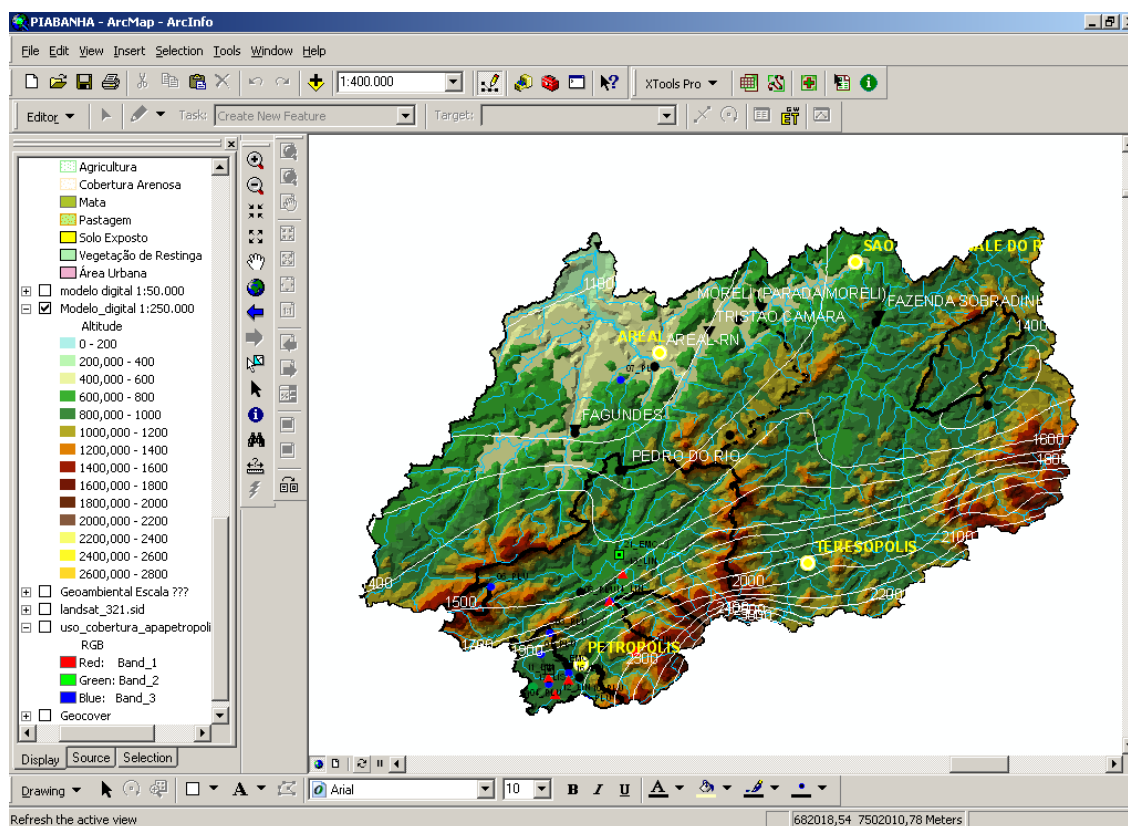 PIABANHA - ArcMap - ArcInfo
File Edit View Insert Selection Tools Window Help
1:400.000
XTools Pro
Editor
Task: Create New Feature
Target:
Agricultura
Cobertura Arenosa
Mata
Pastagem
Solo Exposto
Vegetação de Restinga
Área Urbana
modelo digital 1:50.000
Modelo_digital 1:250.000
Altitude
0 - 200
200,000 - 400
400,000 - 600
600,000 - 800
800,000 - 1000
1000,000 - 1200
1200,000 - 1400
1400,000 - 1600
1600,000 - 1800
1800,000 - 2000
2000,000 - 2200
2200,000 - 2400
2400,000 - 2600
2600,000 - 2800
Geoambiental Escala ???
landsat_321.sid
uso_cobertura_apapetropoli
RGB
Red: Band_1
Green: Band_2
Blue: Band_3
Geocover
Display Source Selection
SAO
ALE DO R
1100
MORELI (PARADA MORELI)
FAZENDA SOBRADINH
TRISTAO CAMARA
1400
AREAL
AREAL-RN
07_PLU
FAGUNDES
PEDRO DO RIO
1600
1800
2100
TERESOPOLIS
2000
2200
1400
1500
1700
1900
PETROPOLIS
2300
Drawing
Arial
10
B I U
A
Refresh the active view
682018,54 7502010,78 Meters